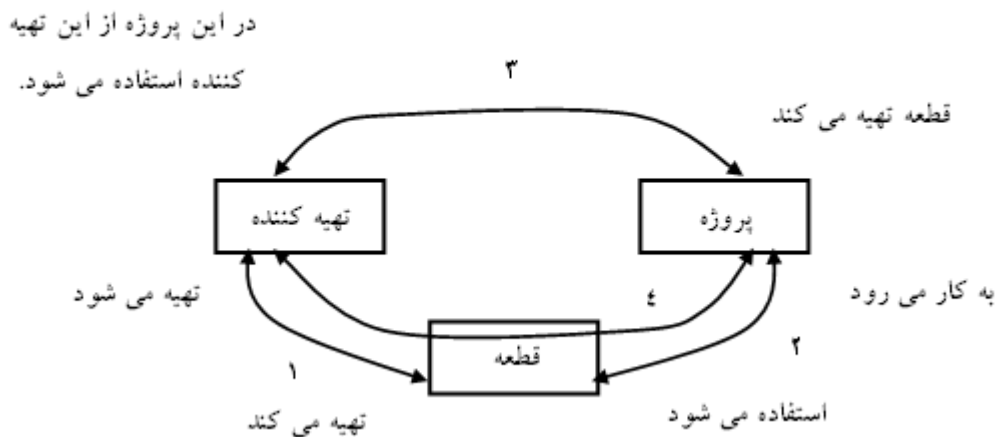 در این پروژه از این تهیه
کننده استفاده می شود.
۳
قطعه تهیه می کند
پروژه
تهیه کننده
به کار می رود
۴
تهیه می شود
۲
قطعه
۱
استفاده می شود
تهیه می کند